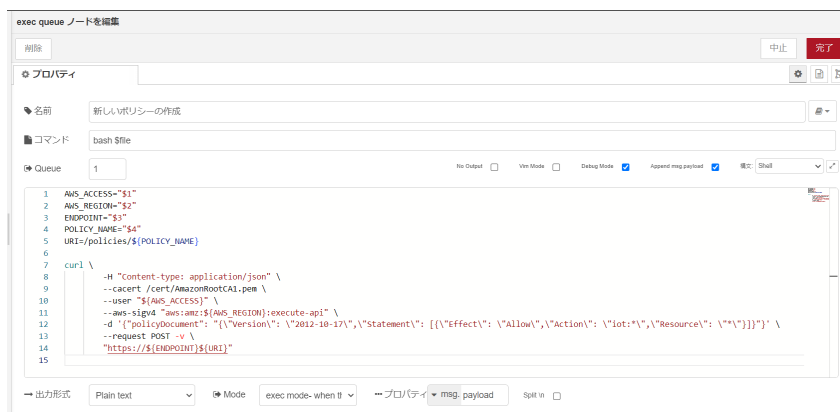 exec queue ノードを編集
削除
中止
完了
プロパティ
名前
新しいポリシーの作成
コマンド
bash $file
Queue
1
No Output
Vim Mode
Debug Mode
Append msg.payload
構文:
Shell
1 AWS_ACCESS="$1"
2 AWS_REGION="$2"
3 ENDPOINT="$3"
4 POLICY_NAME="$4"
5 URI=/policies/${POLICY_NAME}
6
7 curl \
8 -H "Content-type: application/json" \
9 --cacert /cert/AmazonRootCA1.pem \
10 --user "${AWS_ACCESS}" \
11 --aws-sigv4 "aws:amz:${AWS_REGION}:execute-api" \
12 -d '{"policyDocument": "{\"Version\": \"2012-10-17\",\"Statement\": [{\"Effect\": \"Allow\",\"Action\": \"iot:*\",\"Resource\": \"*\"}]}"}' \
13 --request POST -v \
14 "https://${ENDPOINT}${URI}"
15
出力形式
Plain text
Mode
exec mode- when th
プロパティ
msg. payload
Split \n